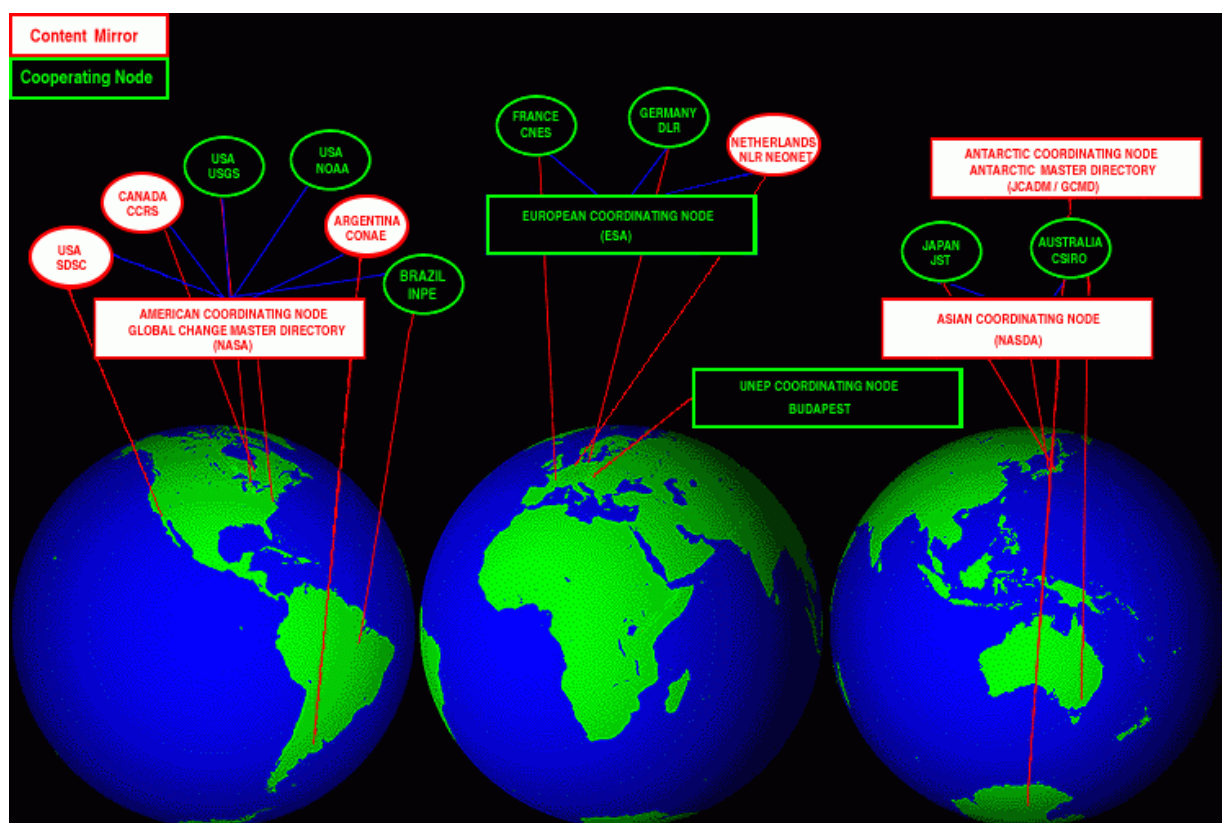 Content Mirror
Cooperating Node
FRANCE
CNES
GERMANY
DLR
NETHERLANDS
NLR NEONET
USA
USGS
USA
NOAA
CANADA
CCRS
ARGENTINA
CONAE
USA
SDSC
BRAZIL
INPE
ANTARCTIC COORDINATING NODE
ANTARCTIC MASTER DIRECTORY
(JCADM / GCMD)
EUROPEAN COORDINATING NODE
(ESA)
JAPAN
JST
AUSTRALIA
CSIRO
AMERICAN COORDINATING NODE
GLOBAL CHANGE MASTER DIRECTORY
(NASA)
ASIAN COORDINATING NODE
(NASDA)
UNEP COORDINATING NODE
BUDAPEST